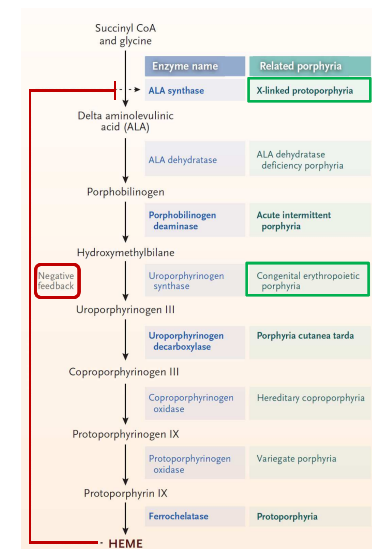 Succinyl CoA
and glycine
Enzyme name
Related porphyria
ALA synthase
X-linked protoporphyria
Delta aminolevulinic
acid (ALA)
ALA dehydratase
ALA dehydratase
deficiency porphyria
Porphobilinogen
Porphobilinogen
deaminase
Acute intermittent
porphyria
Hydroxymethylbilane
Negative
feedback
Uroporphyrinogen
synthase
Congenital erythropoietic
porphyria
Uroporphyrinogen III
Uroporphyrinogen
decarboxylase
Porphyria cutanea tarda
Coproporphyrinogen III
Coproporphyrinogen
oxidase
Hereditary coproporphyria
Protoporphyrinogen IX
Protoporphyrinogen
oxidase
Variegate porphyria
Protoporphyrin IX
Ferrochelatase
Protoporphyria
HEME